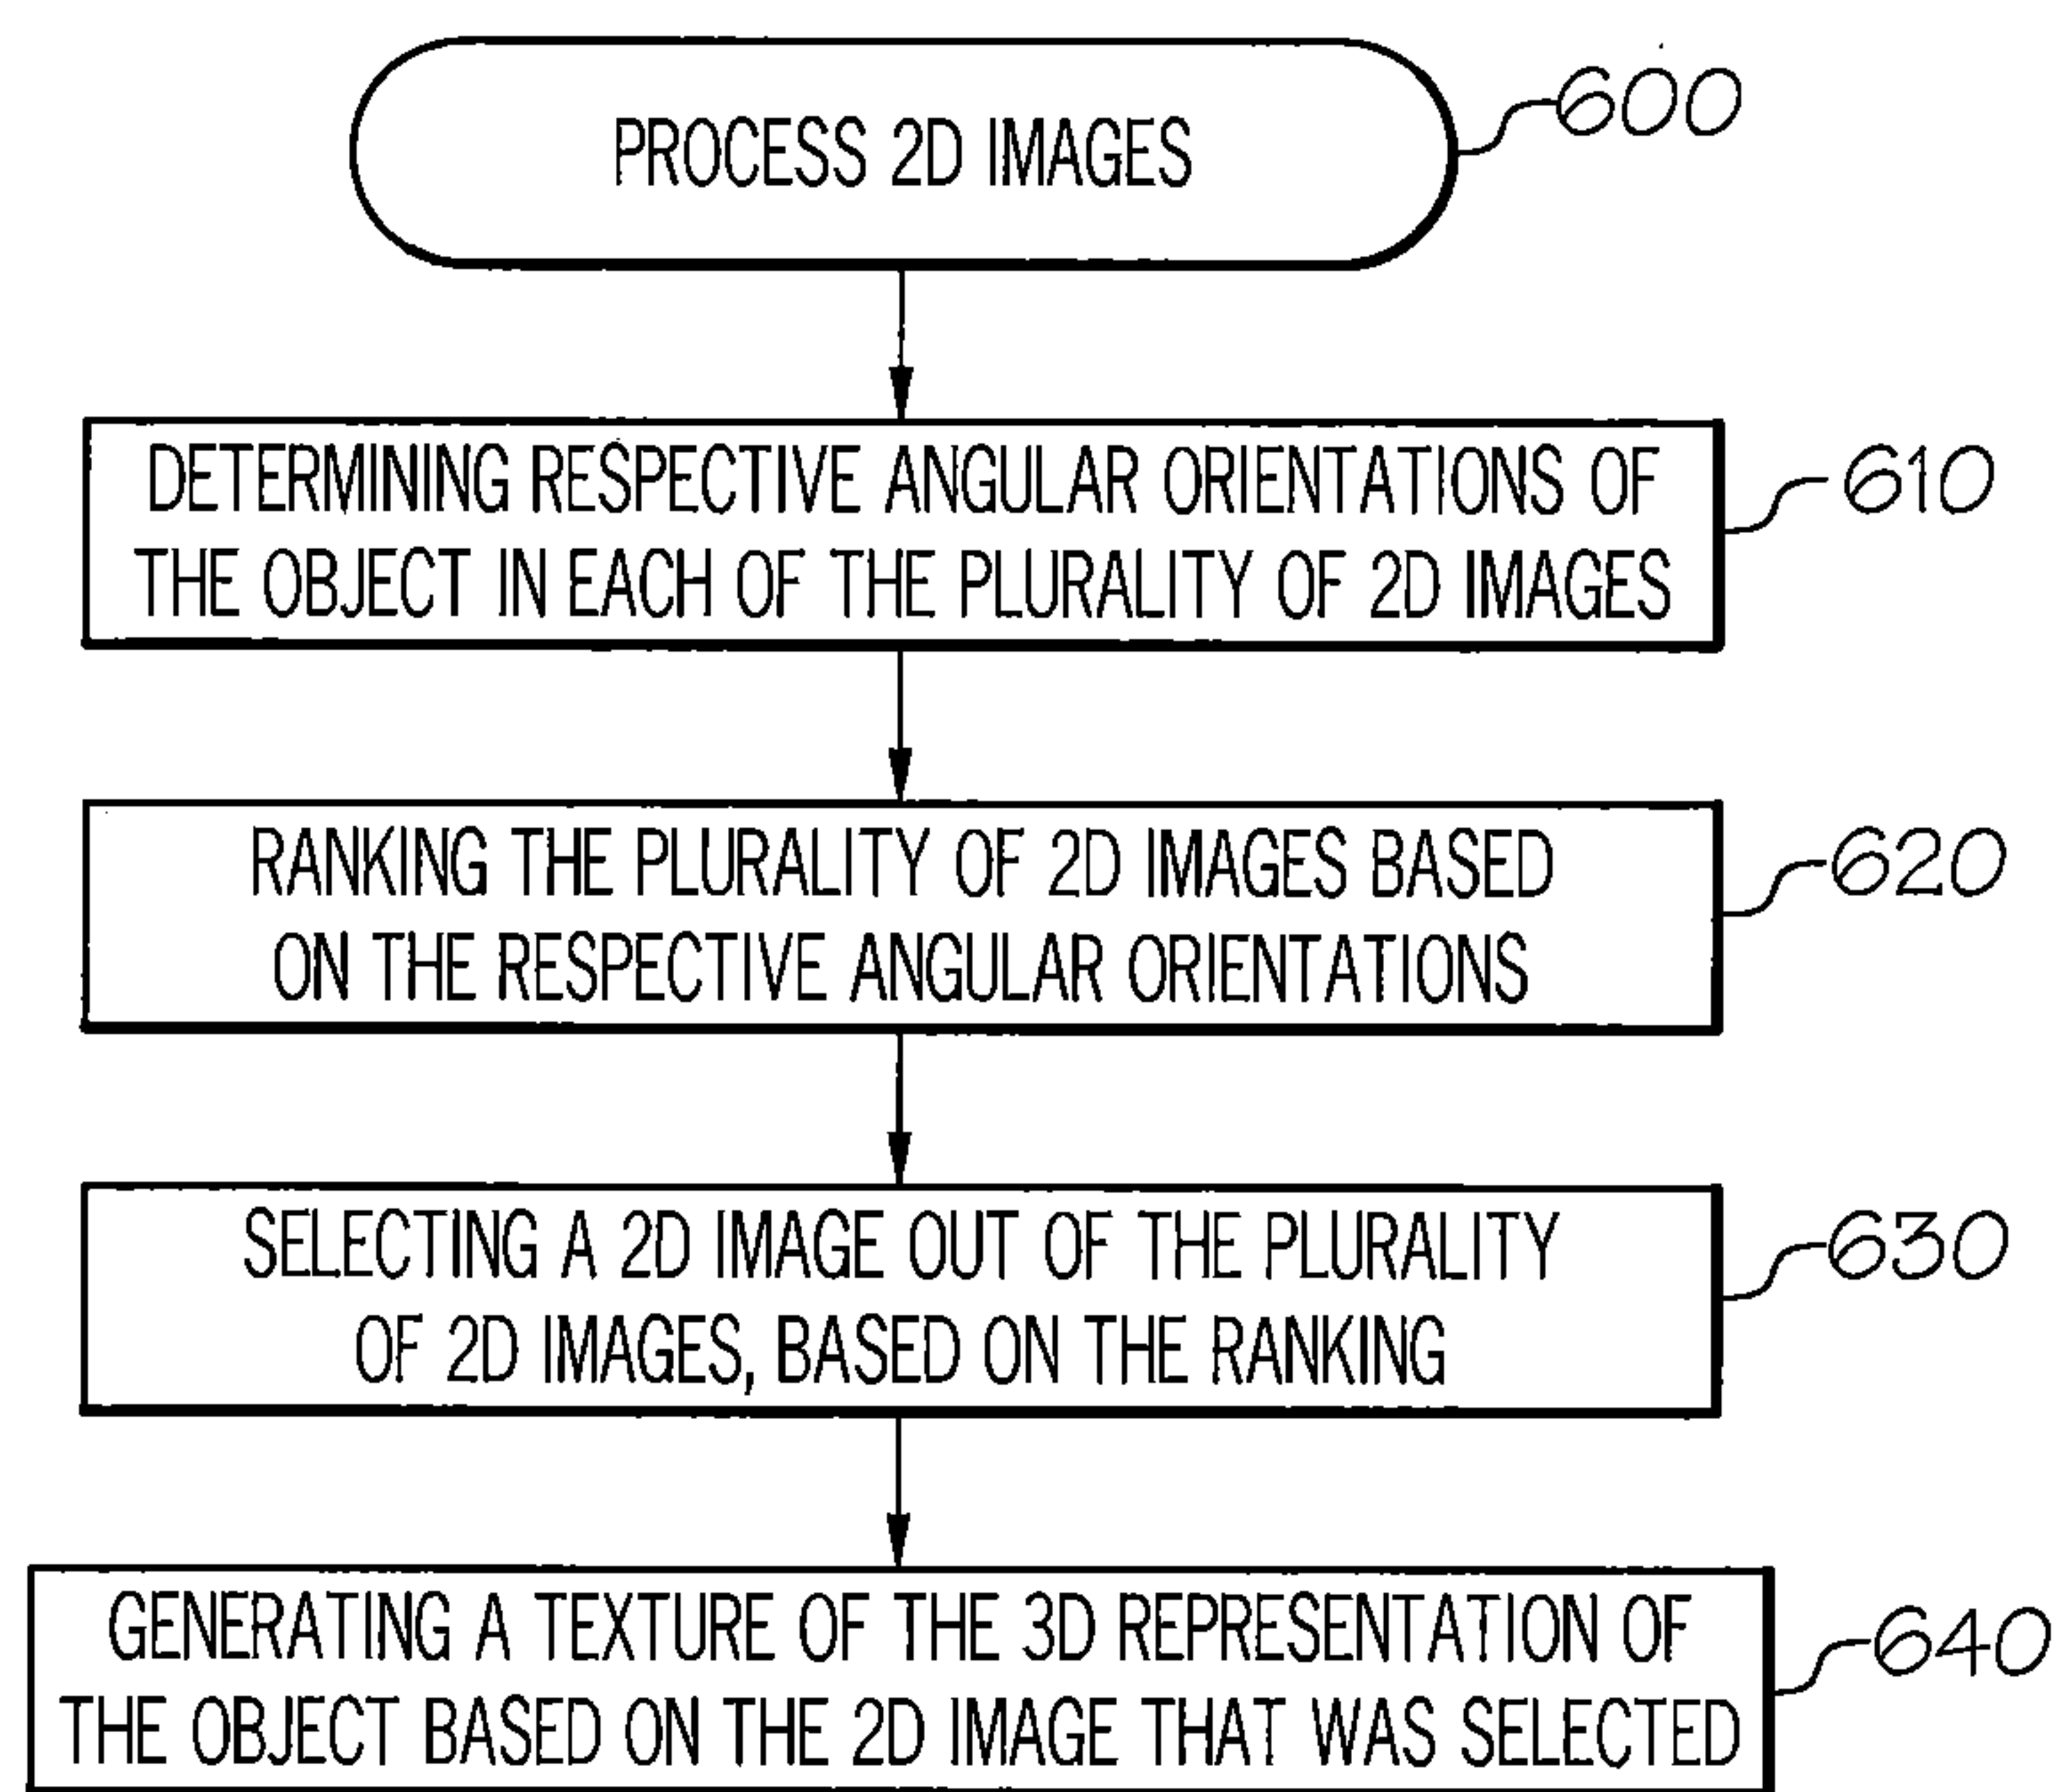 PROCESS 2D IMAGES
600
DETERMINING RESPECTIVE ANGULAR ORIENTATIONS OF
THE OBJECT IN EACH OF THE PLURALITY OF 2D IMAGES
610
RANKING THE PLURALITY OF 2D IMAGES BASED
ON THE RESPECTIVE ANGULAR ORIENTATIONS
620
SELECTING A 2D IMAGE OUT OF THE PLURALITY
OF 2D IMAGES, BASED ON THE RANKING
630
GENERATING A TEXTURE OF THE 3D REPRESENTATION OF
THE OBJECT BASED ON THE 2D IMAGE THAT WAS SELECTED
640